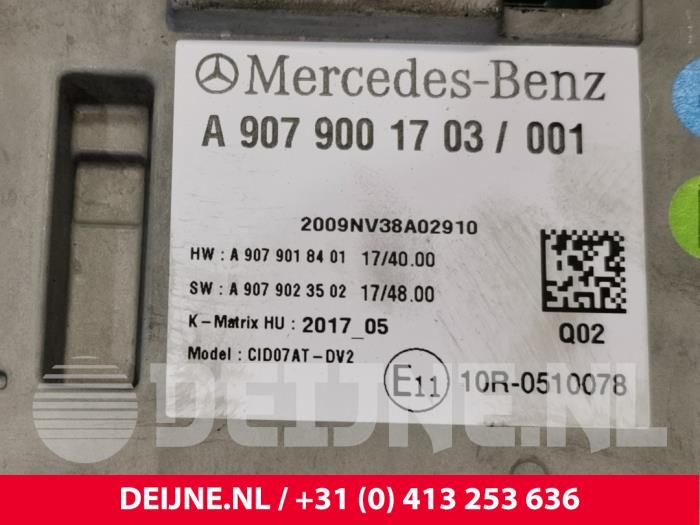 Mercedes-Benz
A 907 900 17 03 / 001
2009NV38A02910
HW : A 907 901 84 01 17/40.00
SW : A 907 902 35 02 17/48.00
K-Matrix HU : 2017_05
Q02
Model : CID07AT-DV2
E11 10R-0510078
DEIJNE.NL
DEIJNE.NL / +31 (0) 413 253 636